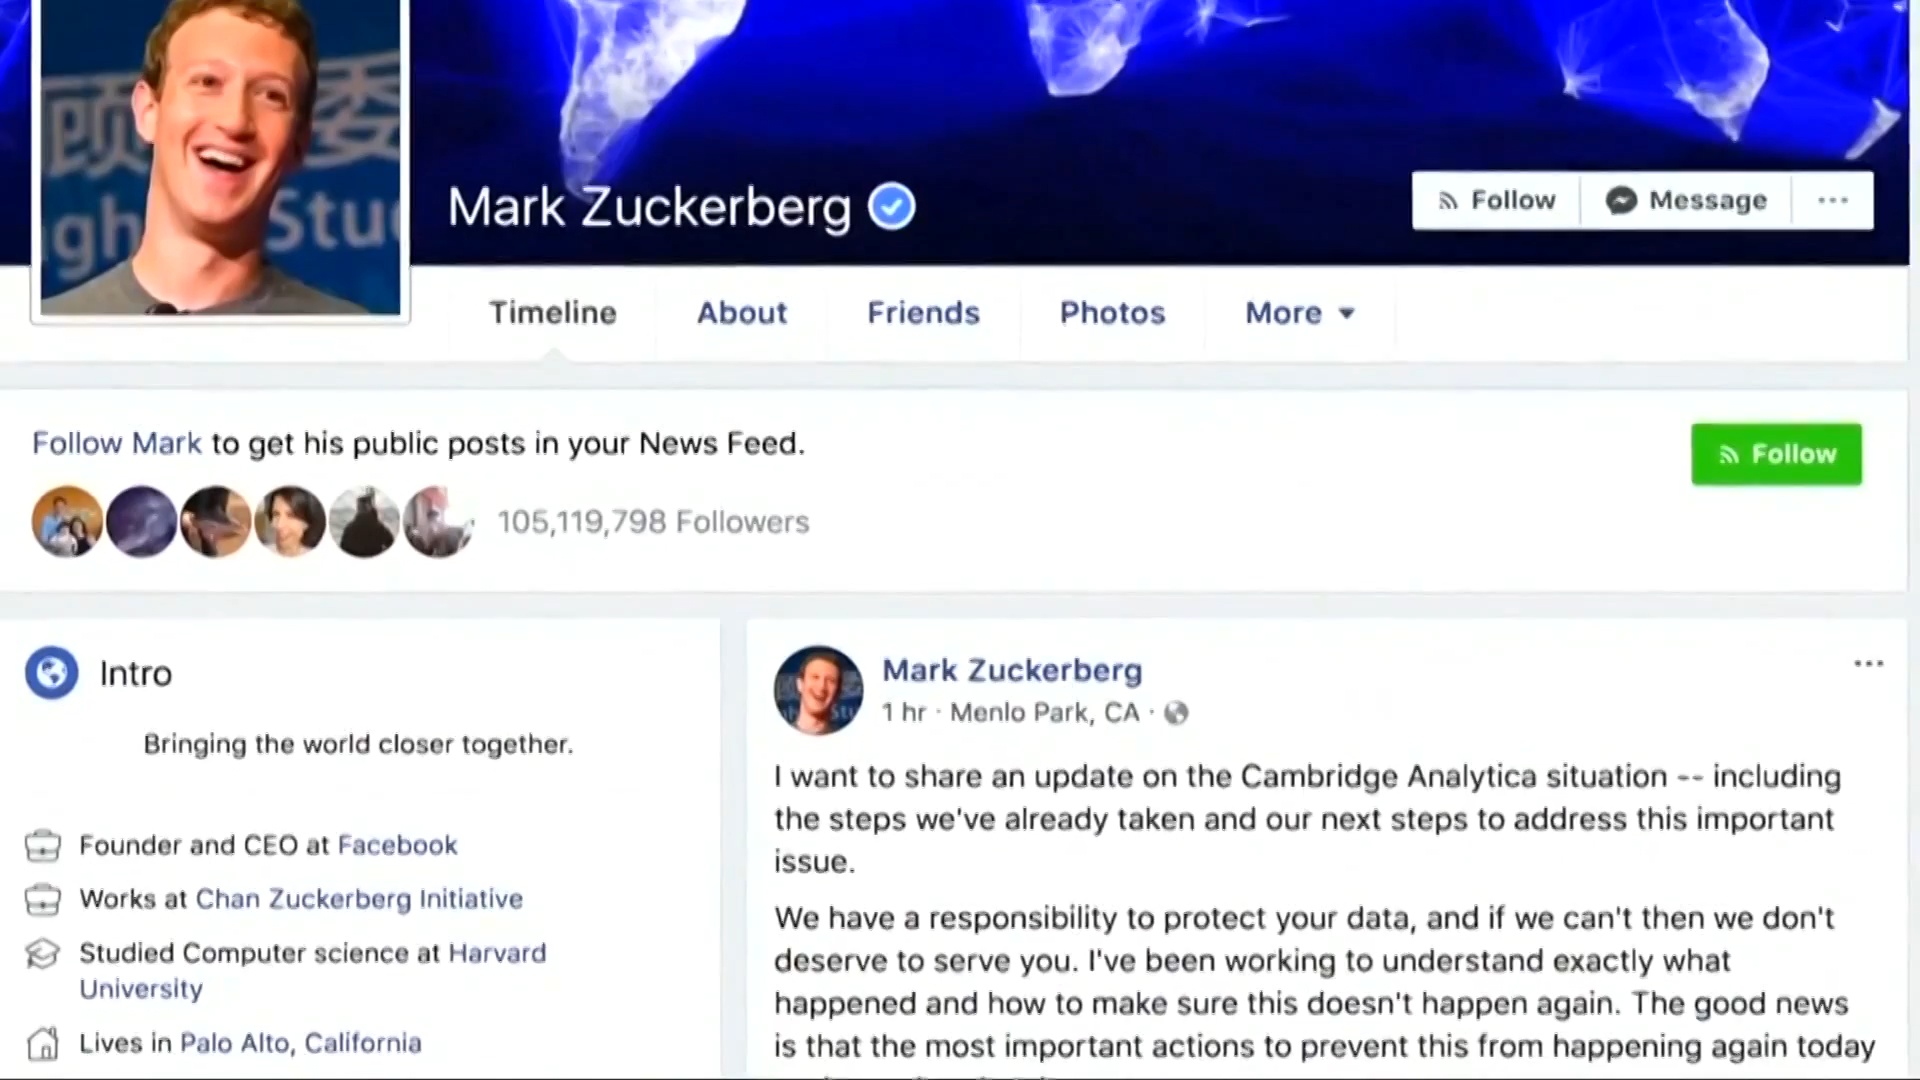 顾
委
gh
Stu
Mark Zuckerberg
Follow
Message
Timeline
About
Friends
Photos
More
Follow Mark to get his public posts in your News Feed.
Follow
105,119,798 Followers
Intro
Bringing the world closer together.
Founder and CEO at Facebook
Works at Chan Zuckerberg Initiative
Studied Computer science at Harvard
University
Lives in Palo Alto, California
Mark Zuckerberg
1 hr · Menlo Park, CA ·
I want to share an update on the Cambridge Analytica situation -- including
the steps we've already taken and our next steps to address this important
issue.
We have a responsibility to protect your data, and if we can't then we don't
deserve to serve you. I've been working to understand exactly what
happened and how to make sure this doesn't happen again. The good news
is that the most important actions to prevent this from happening again today